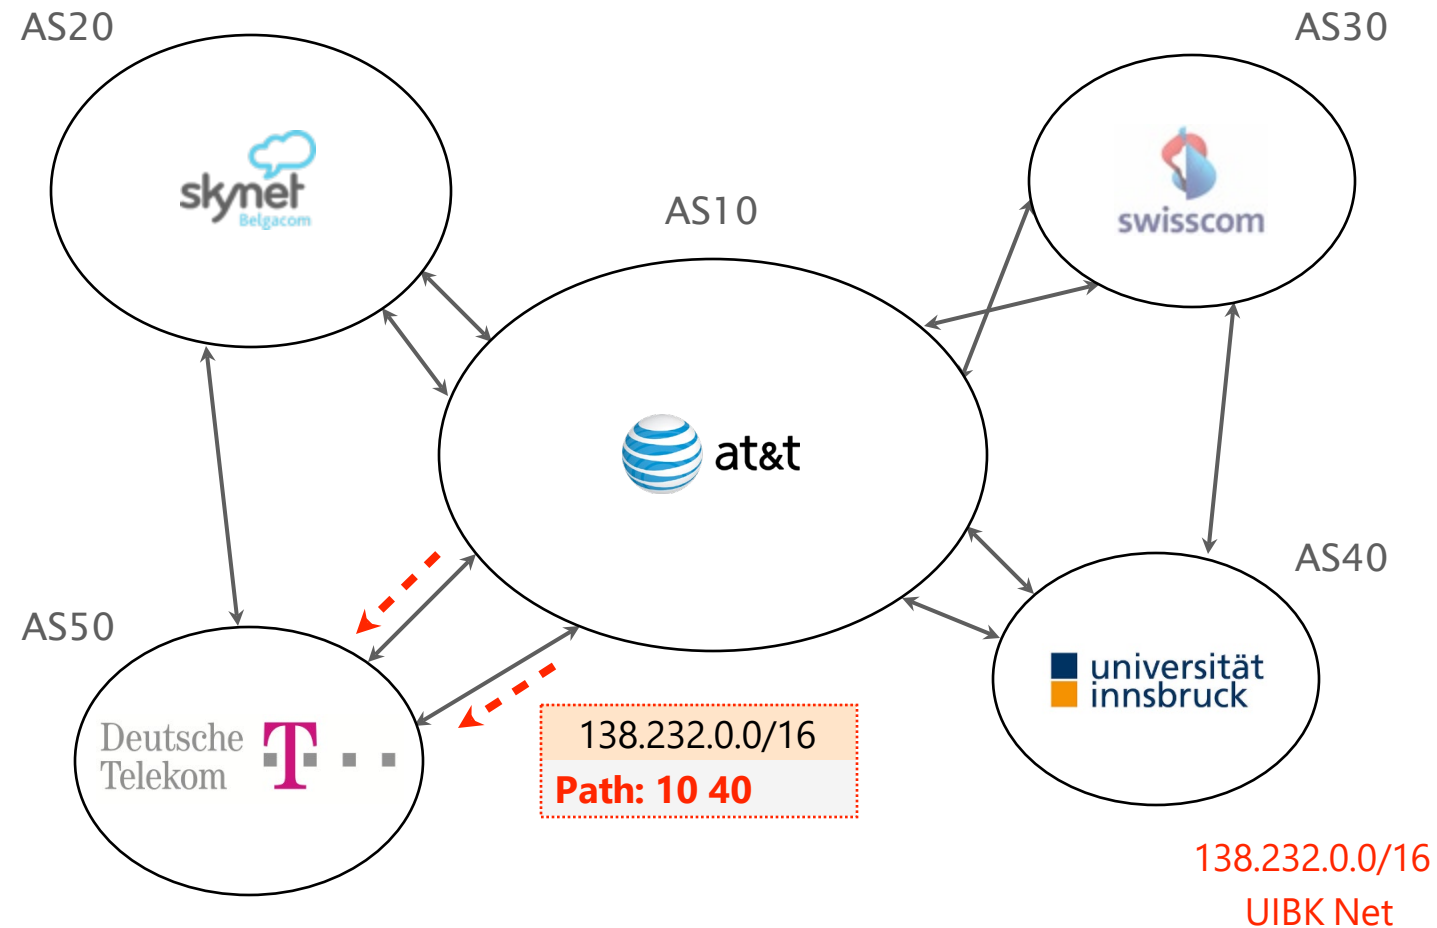 AS20
AS30
skynet
Belgacom
swisscom
AS10
at&t
AS50
AS40
Deutsche
Telekom
T
universität
innsbruck
138.232.0.0/16
Path: 10 40
138.232.0.0/16
UIBK Net